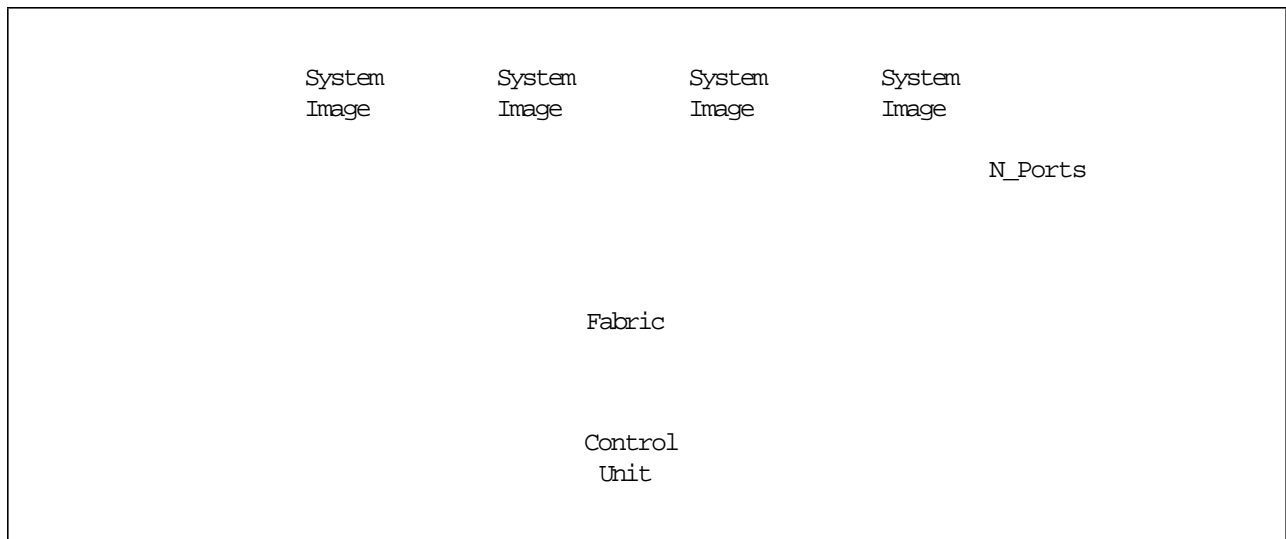 System System System System
Image Image Image Image
N_Ports
Fabric
Control
Unit